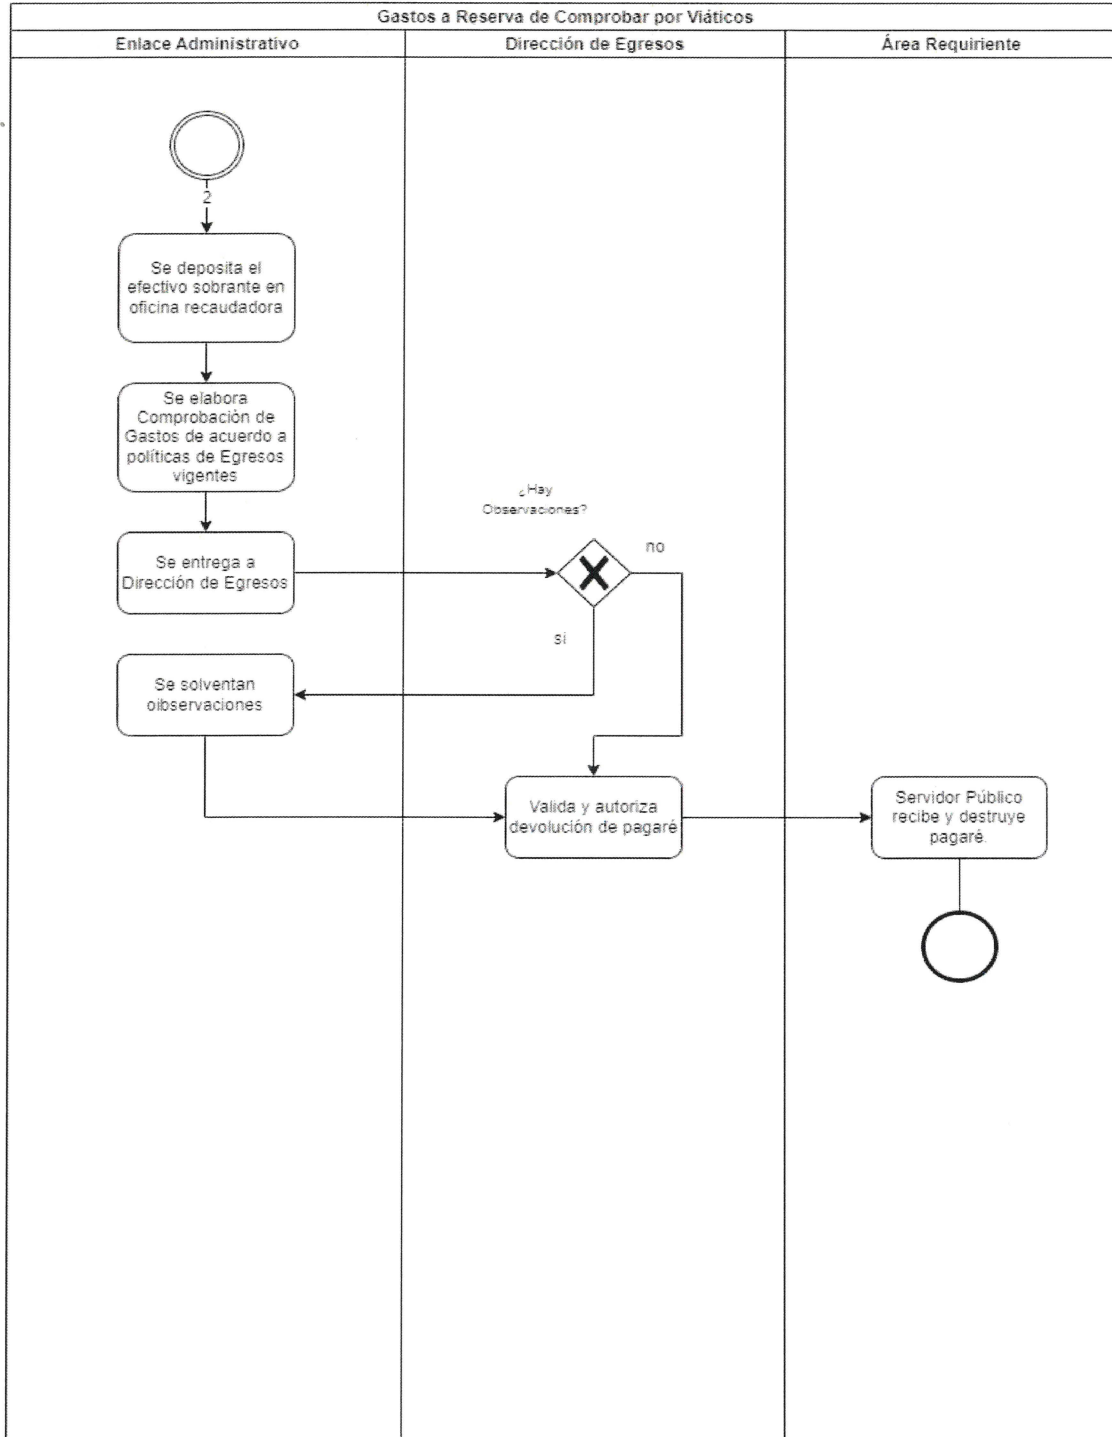 Gastos a Reserva de Comprobar por Viáticos
Enlace Administrativo
Dirección de Egresos
Área Requiriente
2
Se deposita el
efectivo sobrante en
oficina recaudadora
Se elabora
Comprobación de
Gastos de acuerdo a
políticas de Egresos
vigentes
¿Hay
Observaciones?
Se entrega a
Dirección de Egresos
no
si
Se solventan
oibservaciones
Valida y autoriza
devolución de pagaré
Servidor Público
recibe y destruye
pagaré.